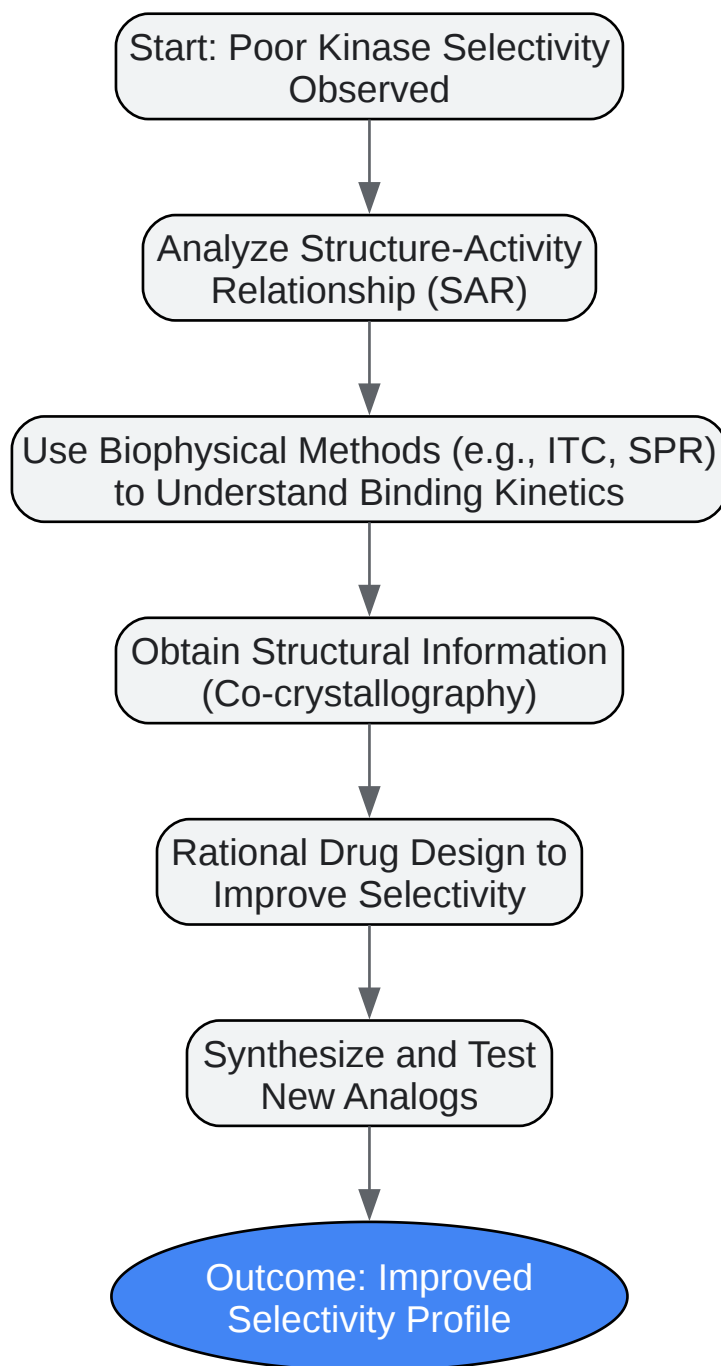 Start: Poor Kinase Selectivity
Observed
Analyze Structure-Activity
Relationship (SAR)
Use Biophysical Methods (e.g., ITC, SPR)
to Understand Binding Kinetics
Obtain Structural Information
(Co-crystallography)
Rational Drug Design to
Improve Selectivity
Synthesize and Test
New Analogs
Outcome: Improved
Selectivity Profile